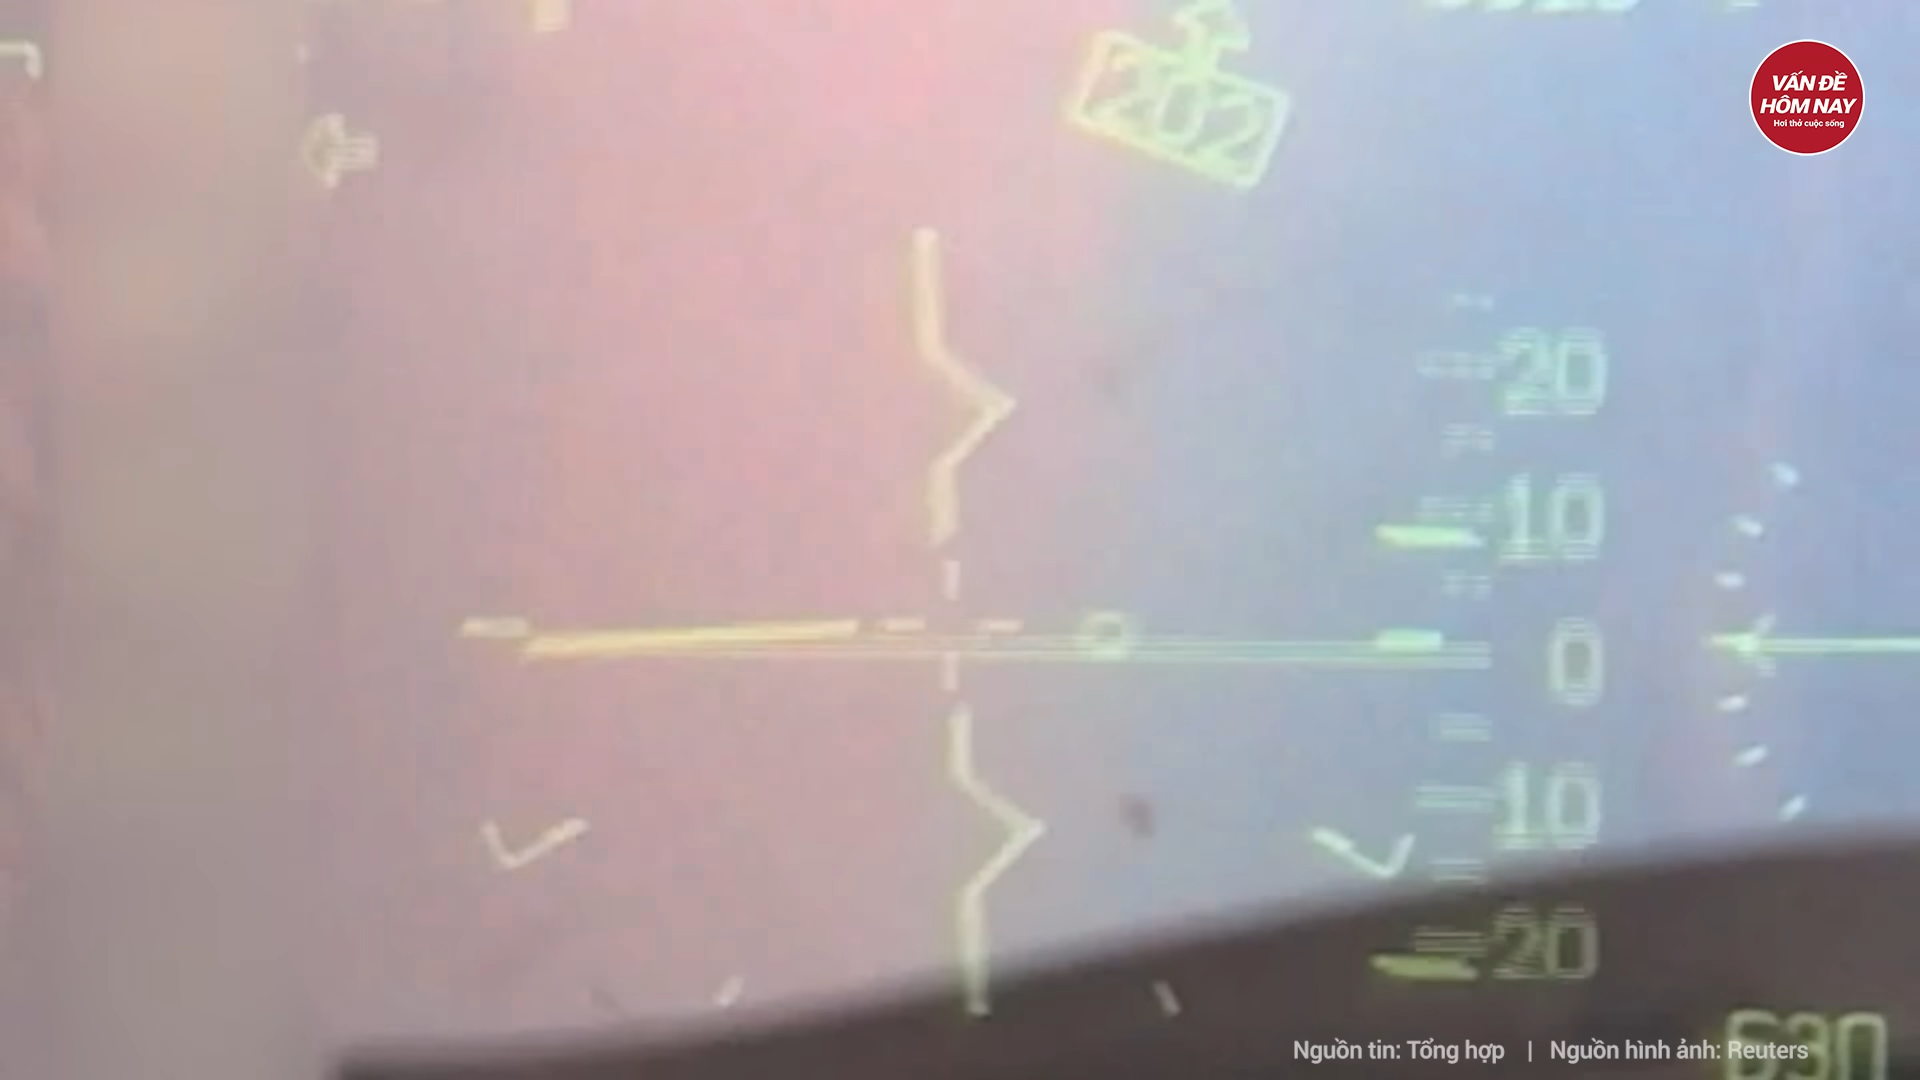 VẤN ĐỀ
HÔM NAY
Hơi thở cuộc sống
202
20
10
0
10
20
630
Nguồn tin: Tổng hợp | Nguồn hình ảnh: Reuters